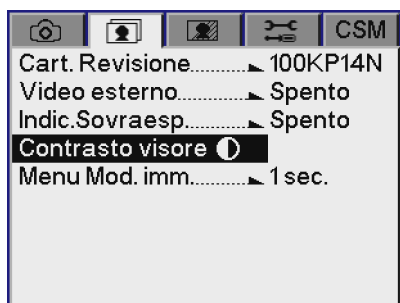 CSM
Cart. Revisione.......... 100KP14N
Video esterno............ Spento
Indic.Sovraesp.......... Spento
Contrasto visore
Menu Mod. imm.......... 1 sec.